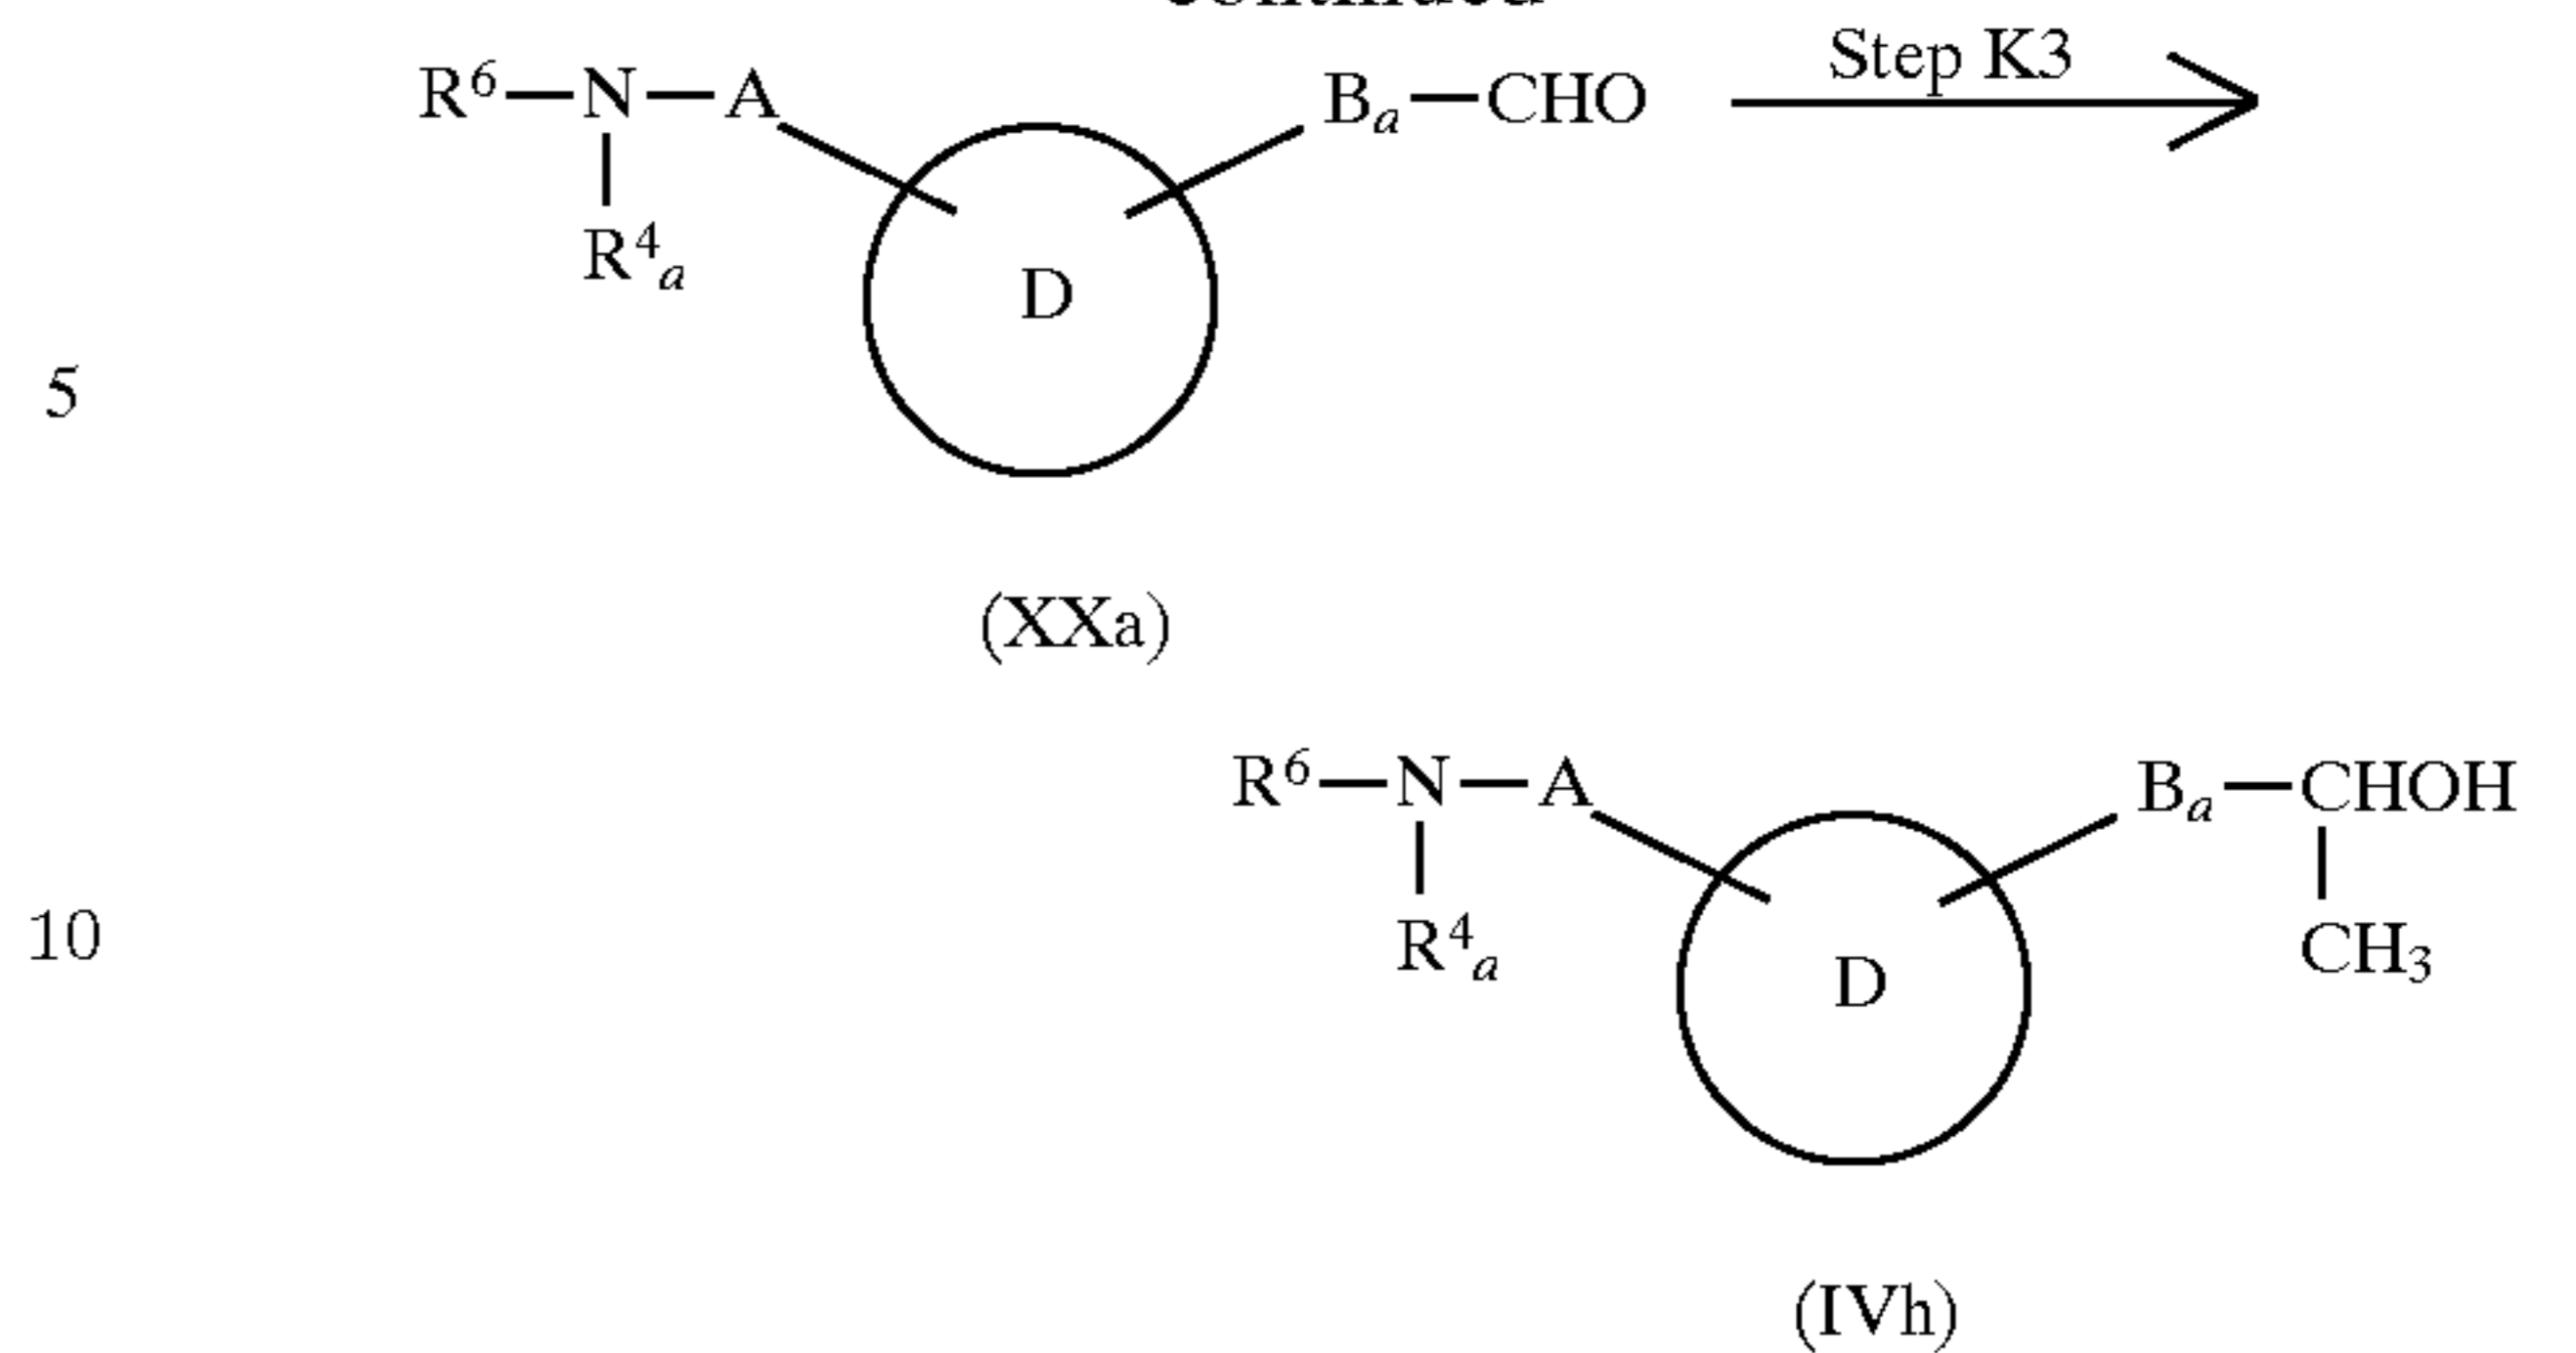 R⁶—N—A
Bₐ—CHO
Step K3
R⁴ₐ
D
5
(XXa)
R⁶—N—A
Bₐ—CHOH
R⁴ₐ
CH₃
D
10
(IVh)